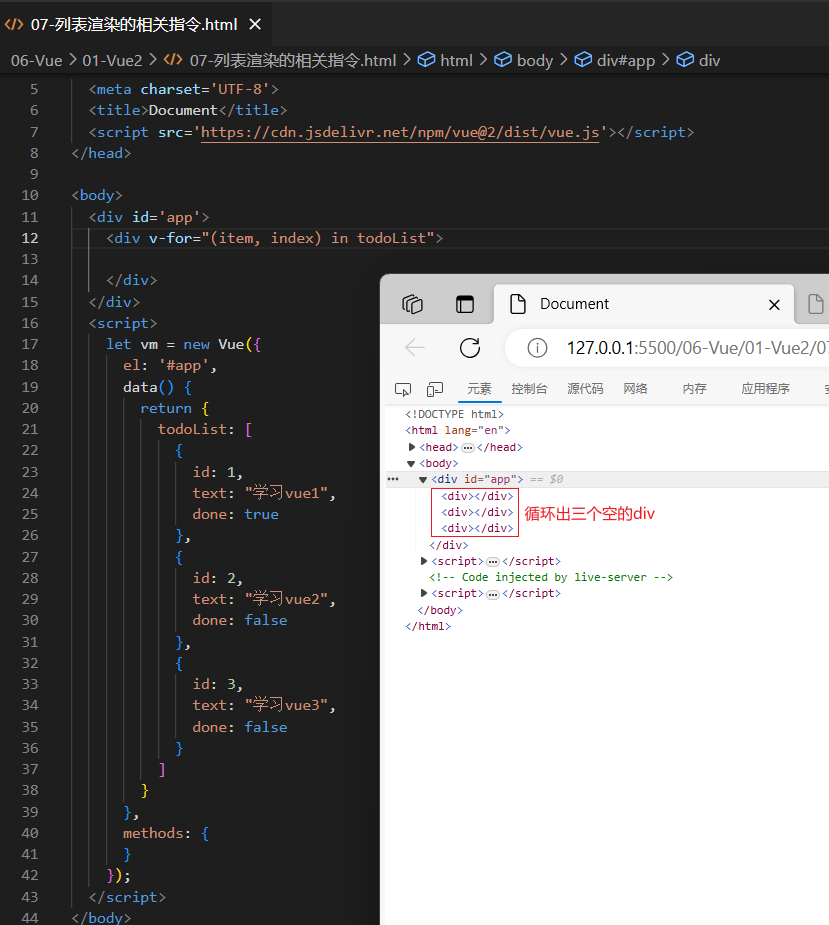 07-列表渲染的相关指令.html
06-Vue > 01-Vue2 > 07-列表渲染的相关指令.html > html > body > div#app > div
5 <meta charset='UTF-8'>
6 <title>Document</title>
7 <script src='https://cdn.jsdelivr.net/npm/vue@2/dist/vue.js'></script>
8 </head>
9
10 <body>
11 <div id='app'>
12 <div v-for="(item, index) in todoList">
13
14 </div>
15 </div>
16 <script>
17 let vm = new Vue({
18 el: '#app',
19 data() {
20 return {
21 todoList: [
22 {
23 id: 1,
24 text: "学习vue1",
25 done: true
26 },
27 {
28 id: 2,
29 text: "学习vue2",
30 done: false
31 },
32 {
33 id: 3,
34 text: "学习vue3",
35 done: false
36 }
37 ]
38 }
39 },
40 methods: {
41 }
42 });
43 </script>
44 </body>
Document
127.0.0.1:5500/06-Vue/01-Vue2/07
元素 控制台 源代码 网络 内存 应用程序
<!DOCTYPE html>
<html lang="en">
<head>…</head>
<body>
<div id="app"> == $0
<div></div>
<div></div> 循环出三个空的div
<div></div>
</div>
<script>…</script>
<!-- Code injected by live-server -->
<script>…</script>
</body>
</html>